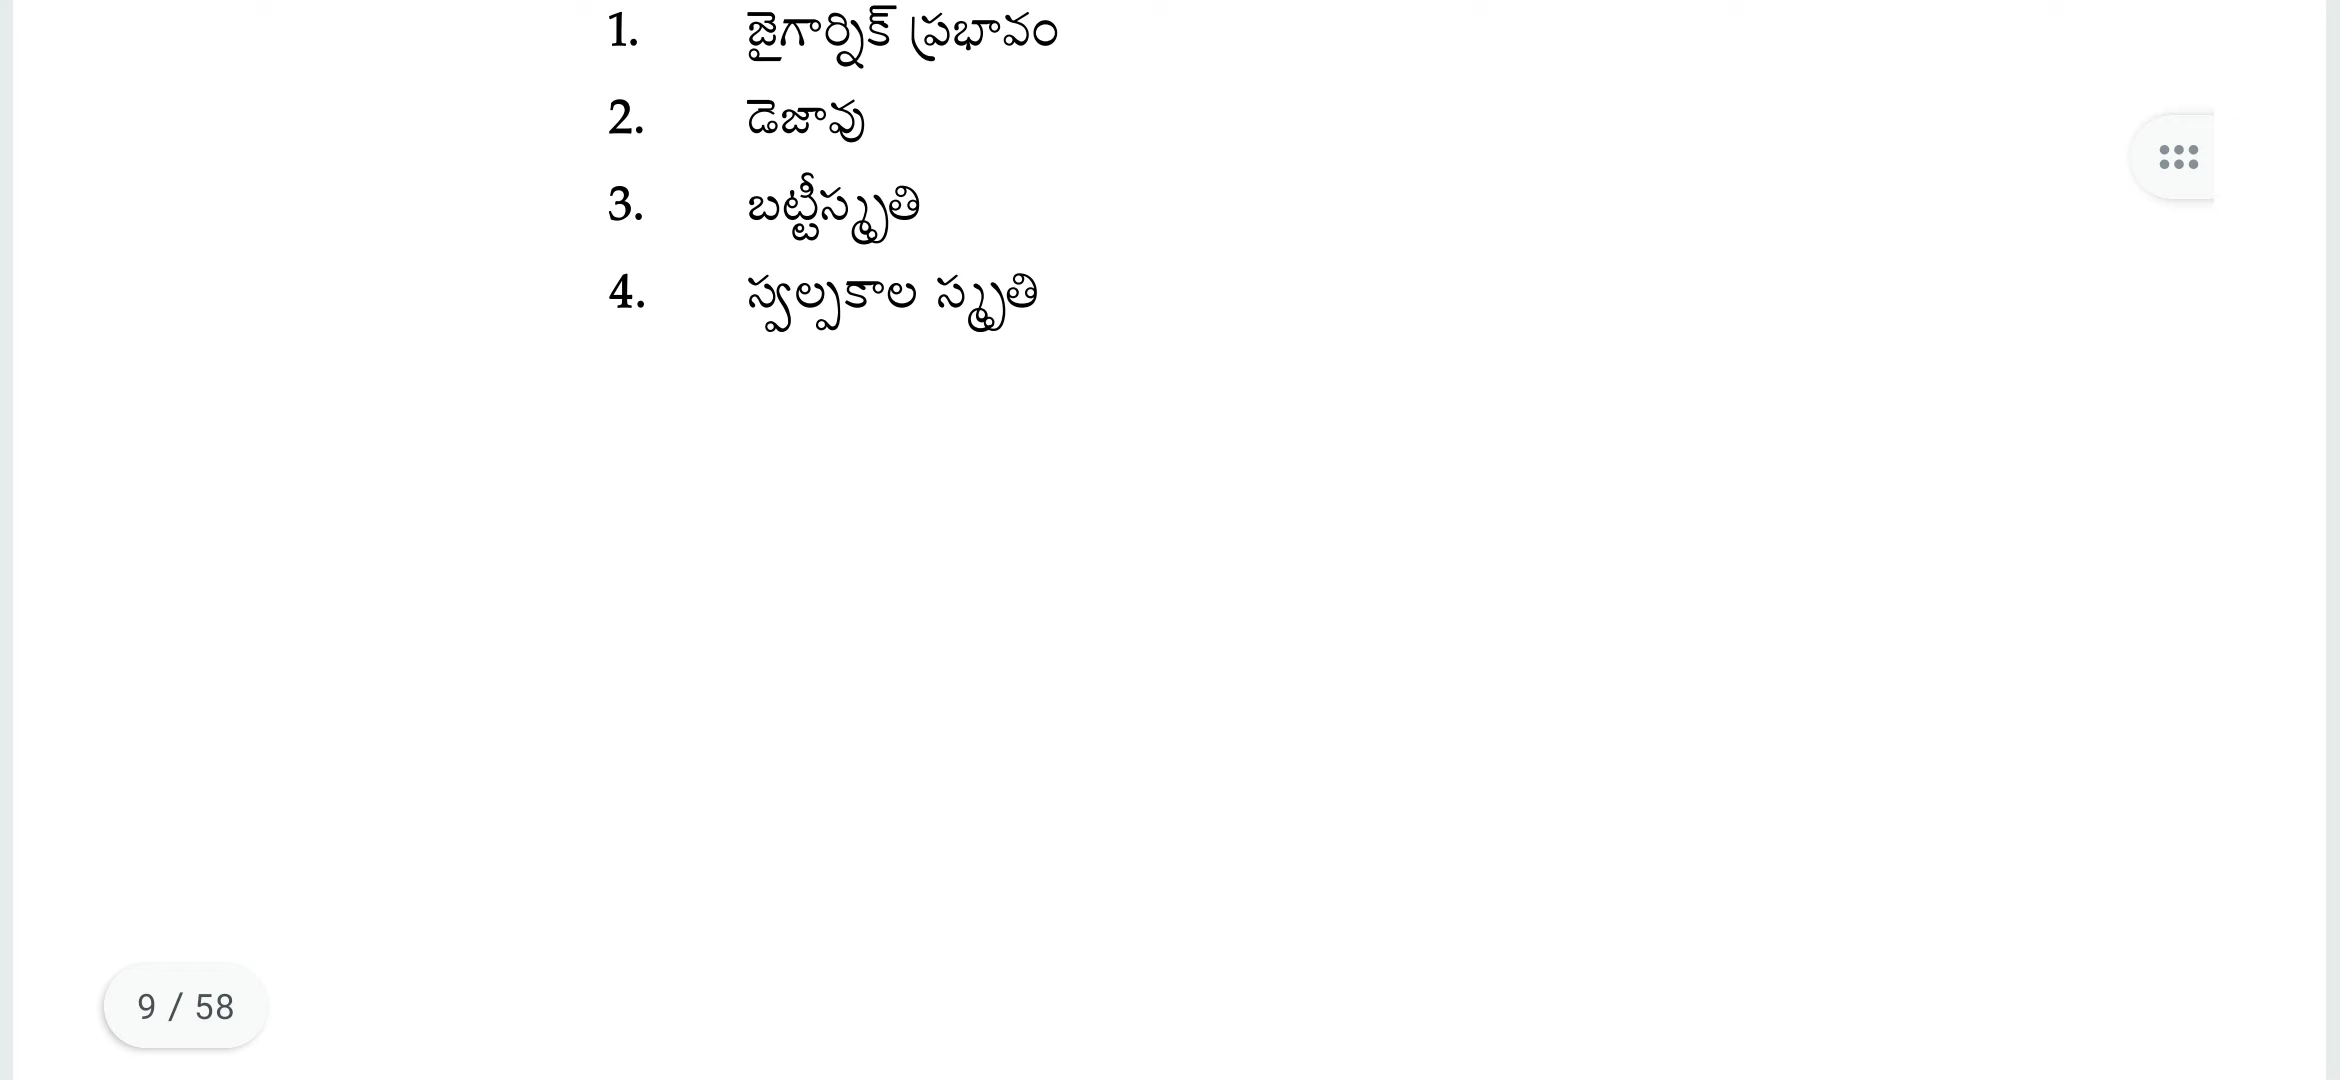 1. జైగార్నిక్ ప్రభావం
2. డెజావు
3. బట్టీస్మృతి
4. స్వల్పకాల స్మృతి
9 / 58